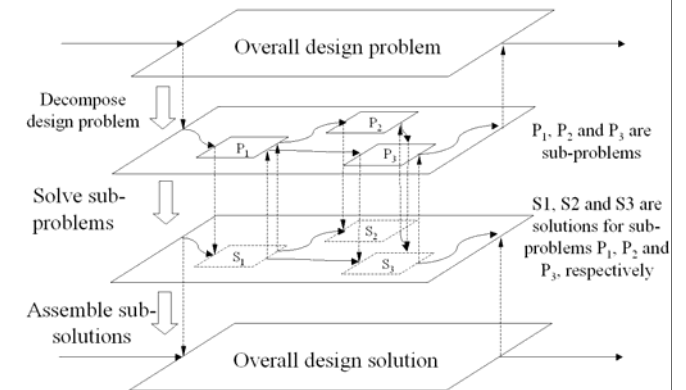 Overall design problem
Decompose
design problem
P₁
P₂
P₃
P₁, P₂ and P₃ are
sub-problems
Solve sub-
problems
S1, S2 and S3 are
solutions for sub-
problems P₁, P₂ and
P₃, respectively
S₁
S₂
S₃
Assemble sub-
solutions
Overall design solution